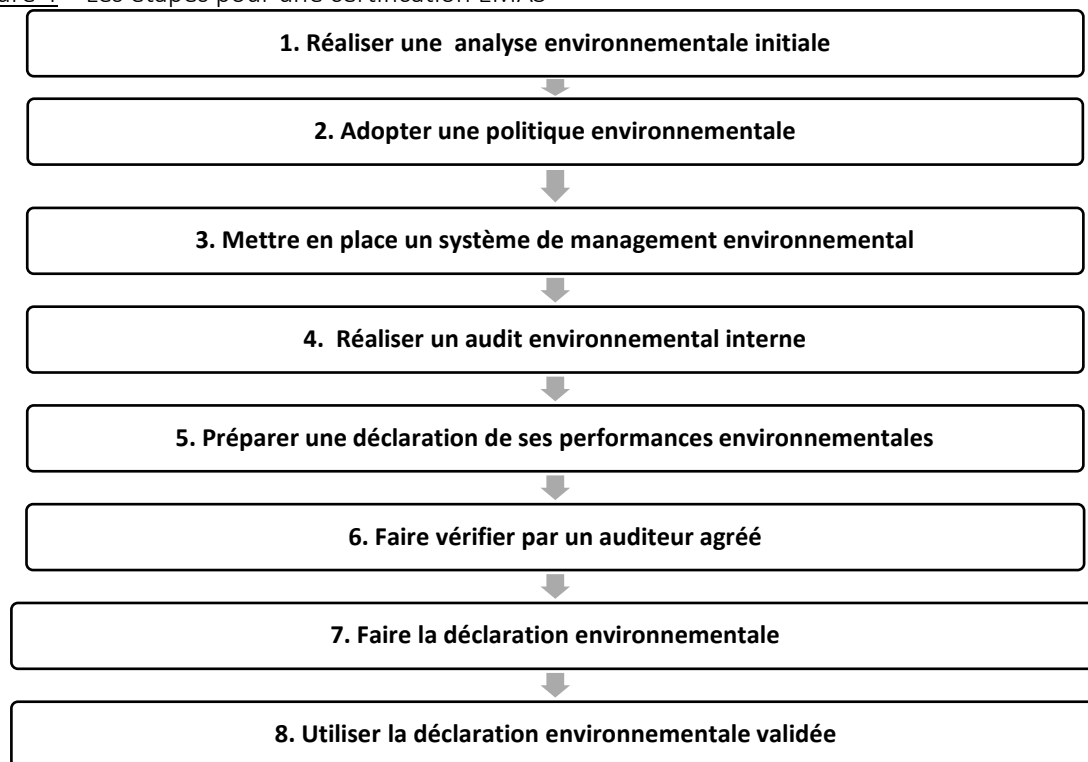 Les étapes pour une certification EMAS
1. Réaliser une analyse environnementale initiale
2. Adopter une politique environnementale
3. Mettre en place un système de management environnemental
4. Réaliser un audit environnemental interne
5. Préparer une déclaration de ses performances environnementales
6. Faire vérifier par un auditeur agréé
7. Faire la déclaration environnementale
8. Utiliser la déclaration environnementale validée